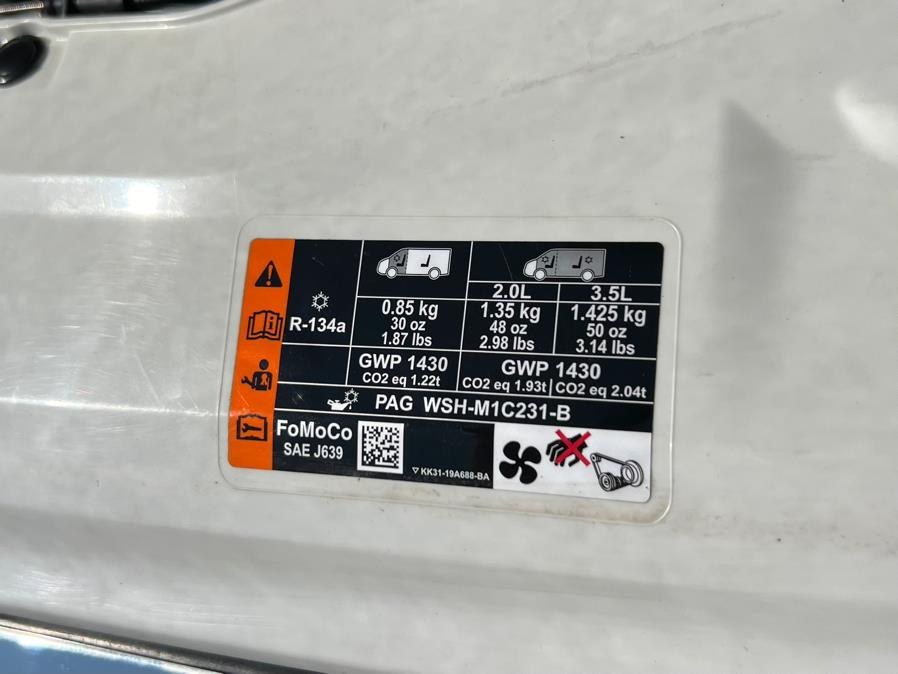 2.0L 3.5L
R-134a
0.85 kg 1.35 kg 1.425 kg
30 oz 48 oz 50 oz
1.87 lbs 2.98 lbs 3.14 lbs
GWP 1430 GWP 1430
CO2 eq 1.22t CO2 eq 1.93t CO2 eq 2.04t
PAG WSH-M1C231-B
FoMoCo
SAE J639
KK31-19A688-BA